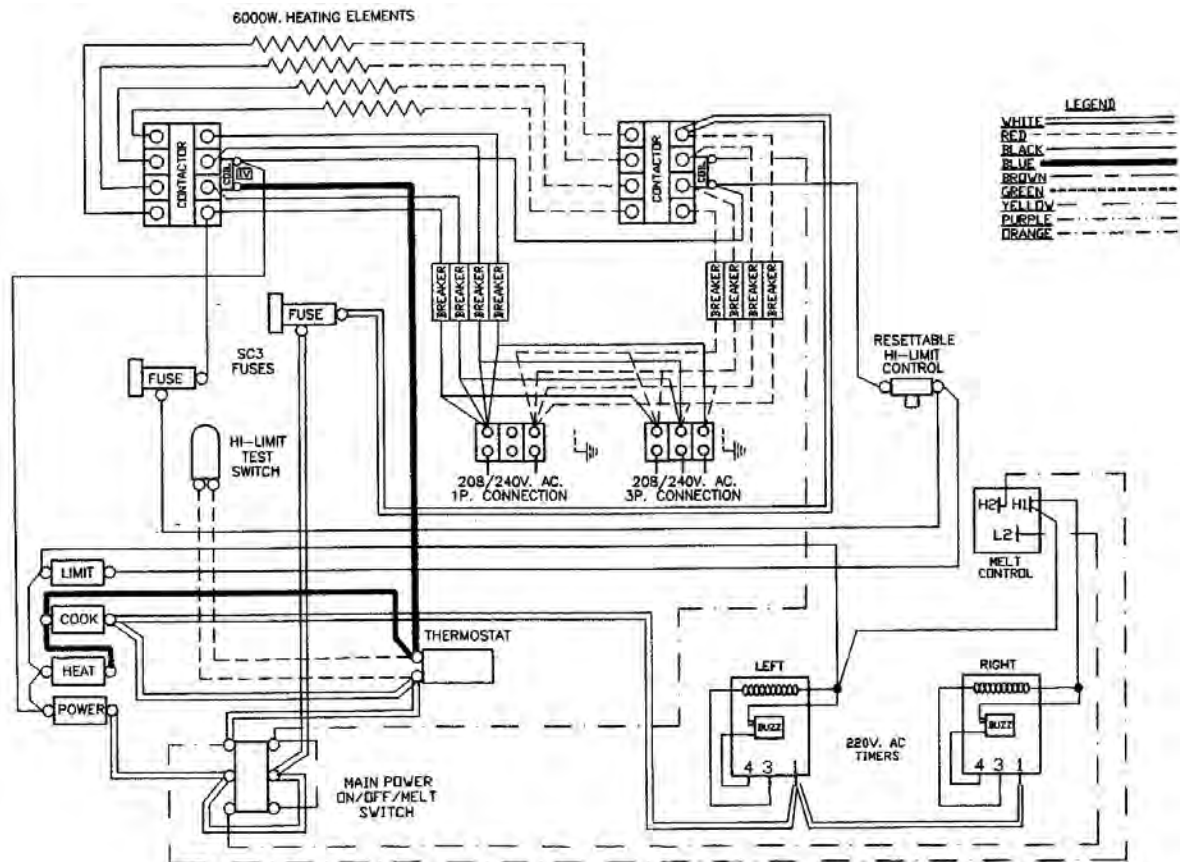 6000W. HEATING ELEMENTS
LEGEND
WHITE
RED
BLACK
BLUE
BROWN
GREEN
YELLOW
PURPLE
ORANGE
CONTACTOR
COIL
CONTACTOR
COIL
BREAKER
BREAKER
BREAKER
BREAKER
BREAKER
BREAKER
BREAKER
BREAKER
FUSE
SC3
FUSES
FUSE
RESETTABLE
HI-LIMIT
CONTROL
HI-LIMIT
TEST
SWITCH
208/240V. AC.
1P. CONNECTION
208/240V. AC.
3P. CONNECTION
H2 H1
L2
MELT
CONTROL
LIMIT
COOK
HEAT
POWER
THERMOSTAT
LEFT
BUZZ
4 3 1
220V. AC
TIMERS
RIGHT
BUZZ
4 3 1
MAIN POWER
ON/OFF/MELT
SWITCH